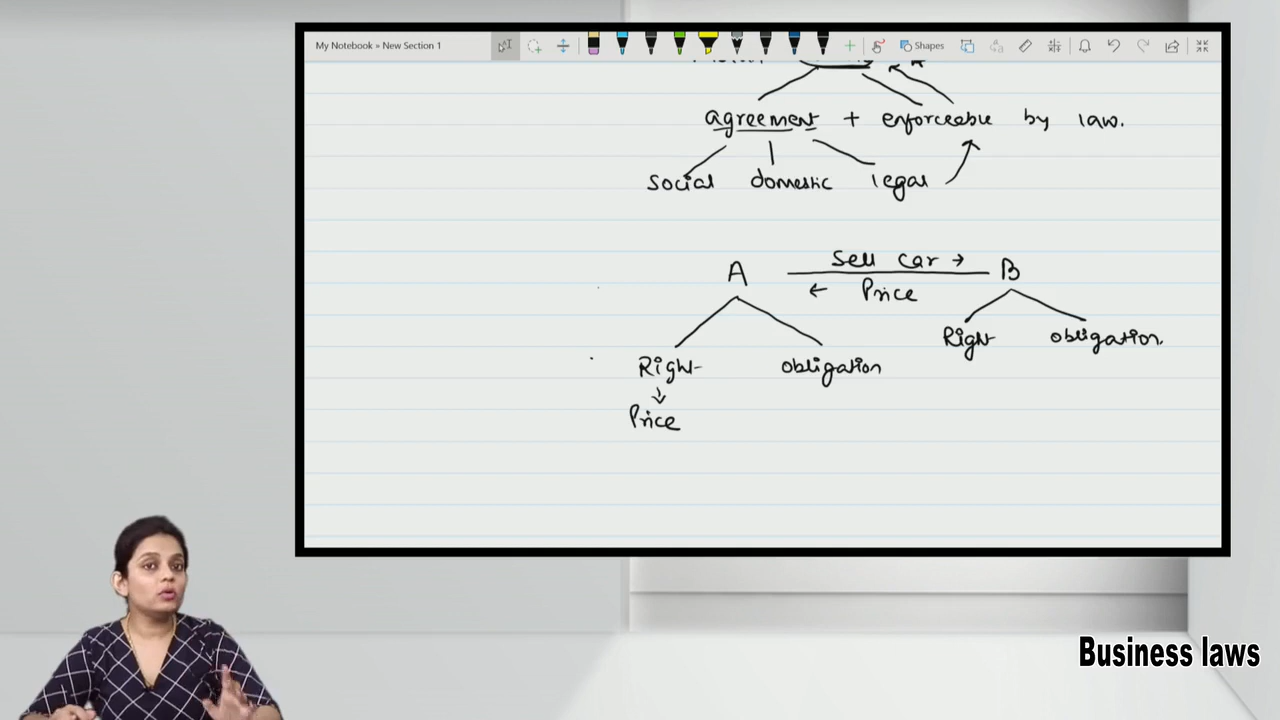 My Notebook » New Section 1
Shapes
agreement + enforceable by law.
social domestic legal
A Sell car → B
← Price
Right obligation.
Right obligation
↓
Price
Business laws